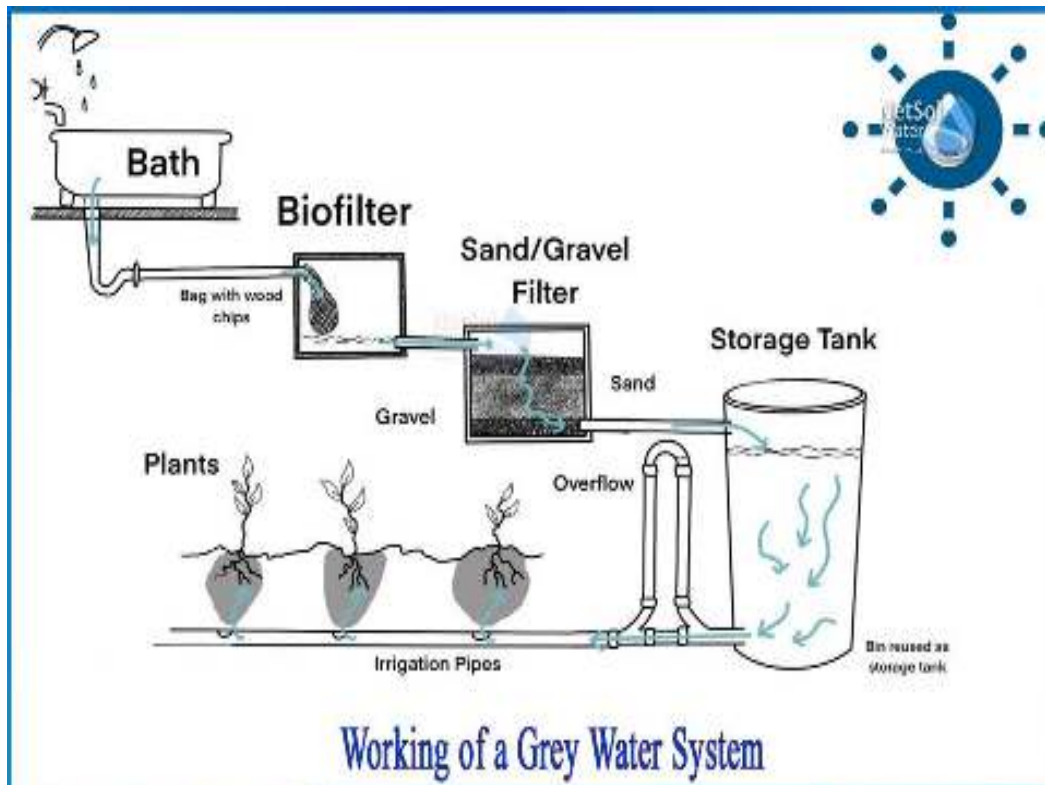 Bath
Biofilter
Bag with wood
chips
Sand/Gravel
Filter
Storage Tank
Sand
Gravel
Overflow
Plants
Irrigation Pipes
Bin reused as
storage tank
Working of a Grey Water System